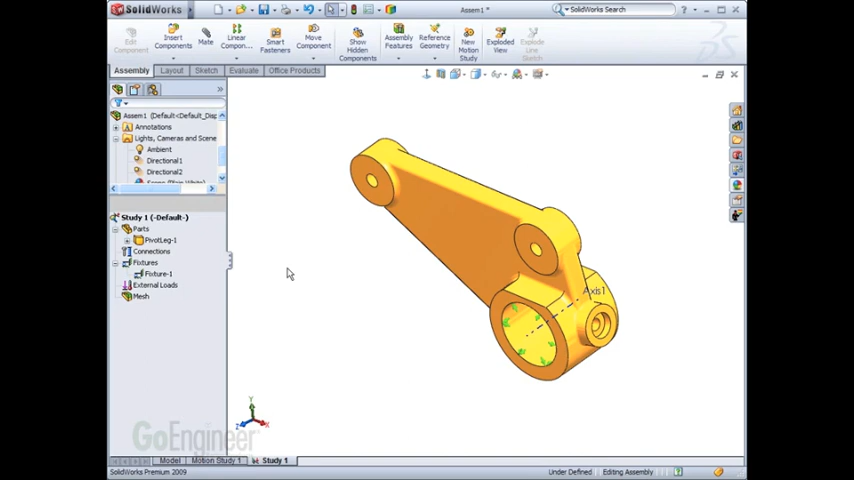 SolidWorks
Assem1 *
SolidWorks Search
Edit Component
Insert Components
Mate
Linear Compon...
Smart Fasteners
Move Component
Show Hidden Components
Assembly Features
Reference Geometry
New Motion Study
Exploded View
Explode Line Sketch
Assembly
Layout
Sketch
Evaluate
Office Products
Assem1 (Default<Default_Disp
Annotations
Lights, Cameras and Scene
Ambient
Directional1
Directional2
Study 1 (-Default-)
Parts
PivotLeg-1
Connections
Fixtures
Fixture-1
External Loads
Mesh
Axis1
Y
X
Z
GoEngineer
Model
Motion Study 1
Study 1
SolidWorks Premium 2009
Under Defined
Editing Assembly